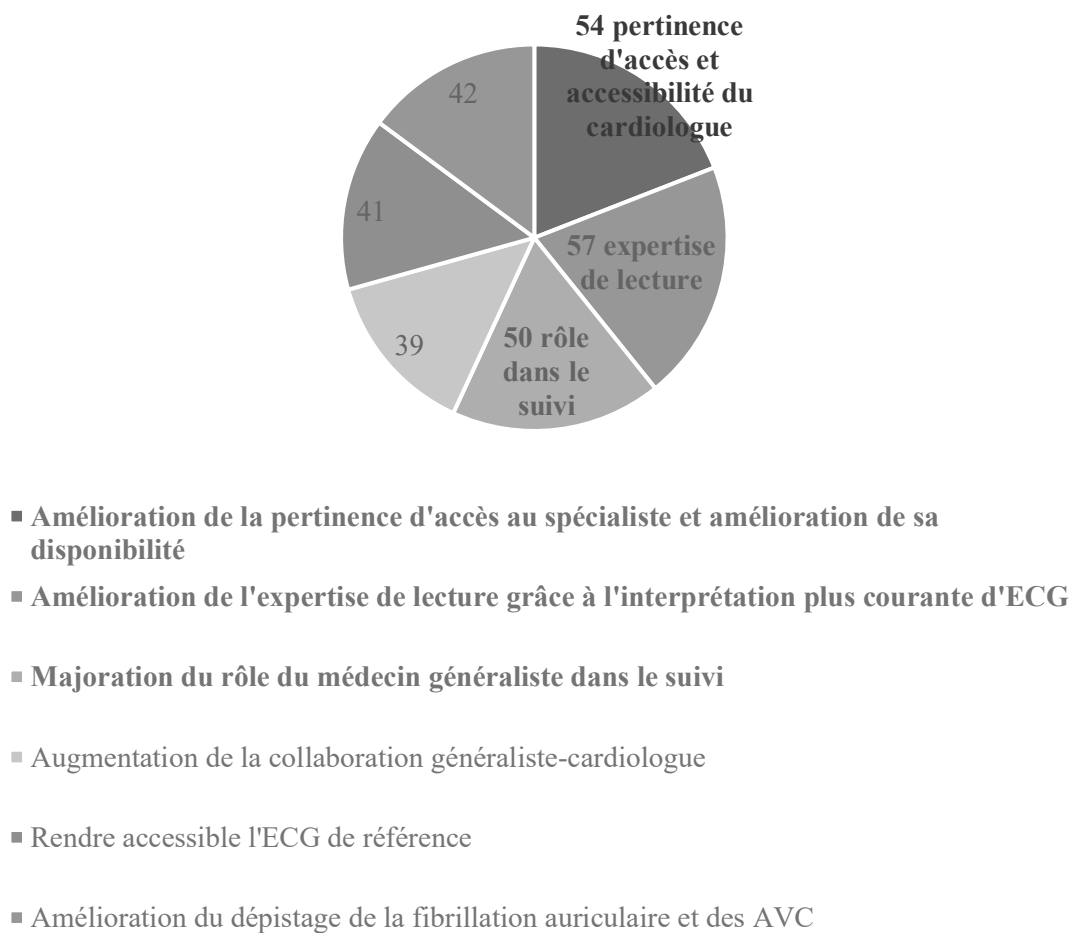 54 pertinence
d'accès et
accessibilité du
cardiologue
42
41
57 expertise
de lecture
39
50 rôle
dans le
suivi
Amélioration de la pertinence d'accès au spécialiste et amélioration de sa
disponibilité
Amélioration de l'expertise de lecture grâce à l'interprétation plus courante d'ECG
Majoration du rôle du médecin généraliste dans le suivi
Augmentation de la collaboration généraliste-cardiologue
Rendre accessible l'ECG de référence
Amélioration du dépistage de la fibrillation auriculaire et des AVC